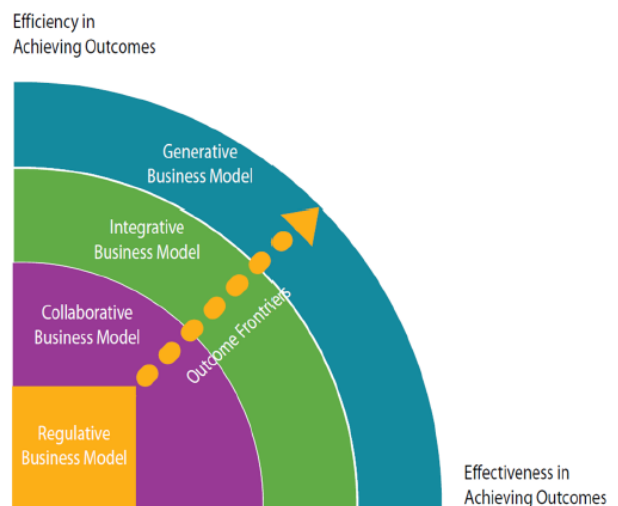 Efficiency in
Achieving Outcomes
Generative
Business Model
Integrative
Business Model
Collaborative
Business Model
Outcome Frontriers
Regulative
Business Model
Effectiveness in
Achieving Outcomes